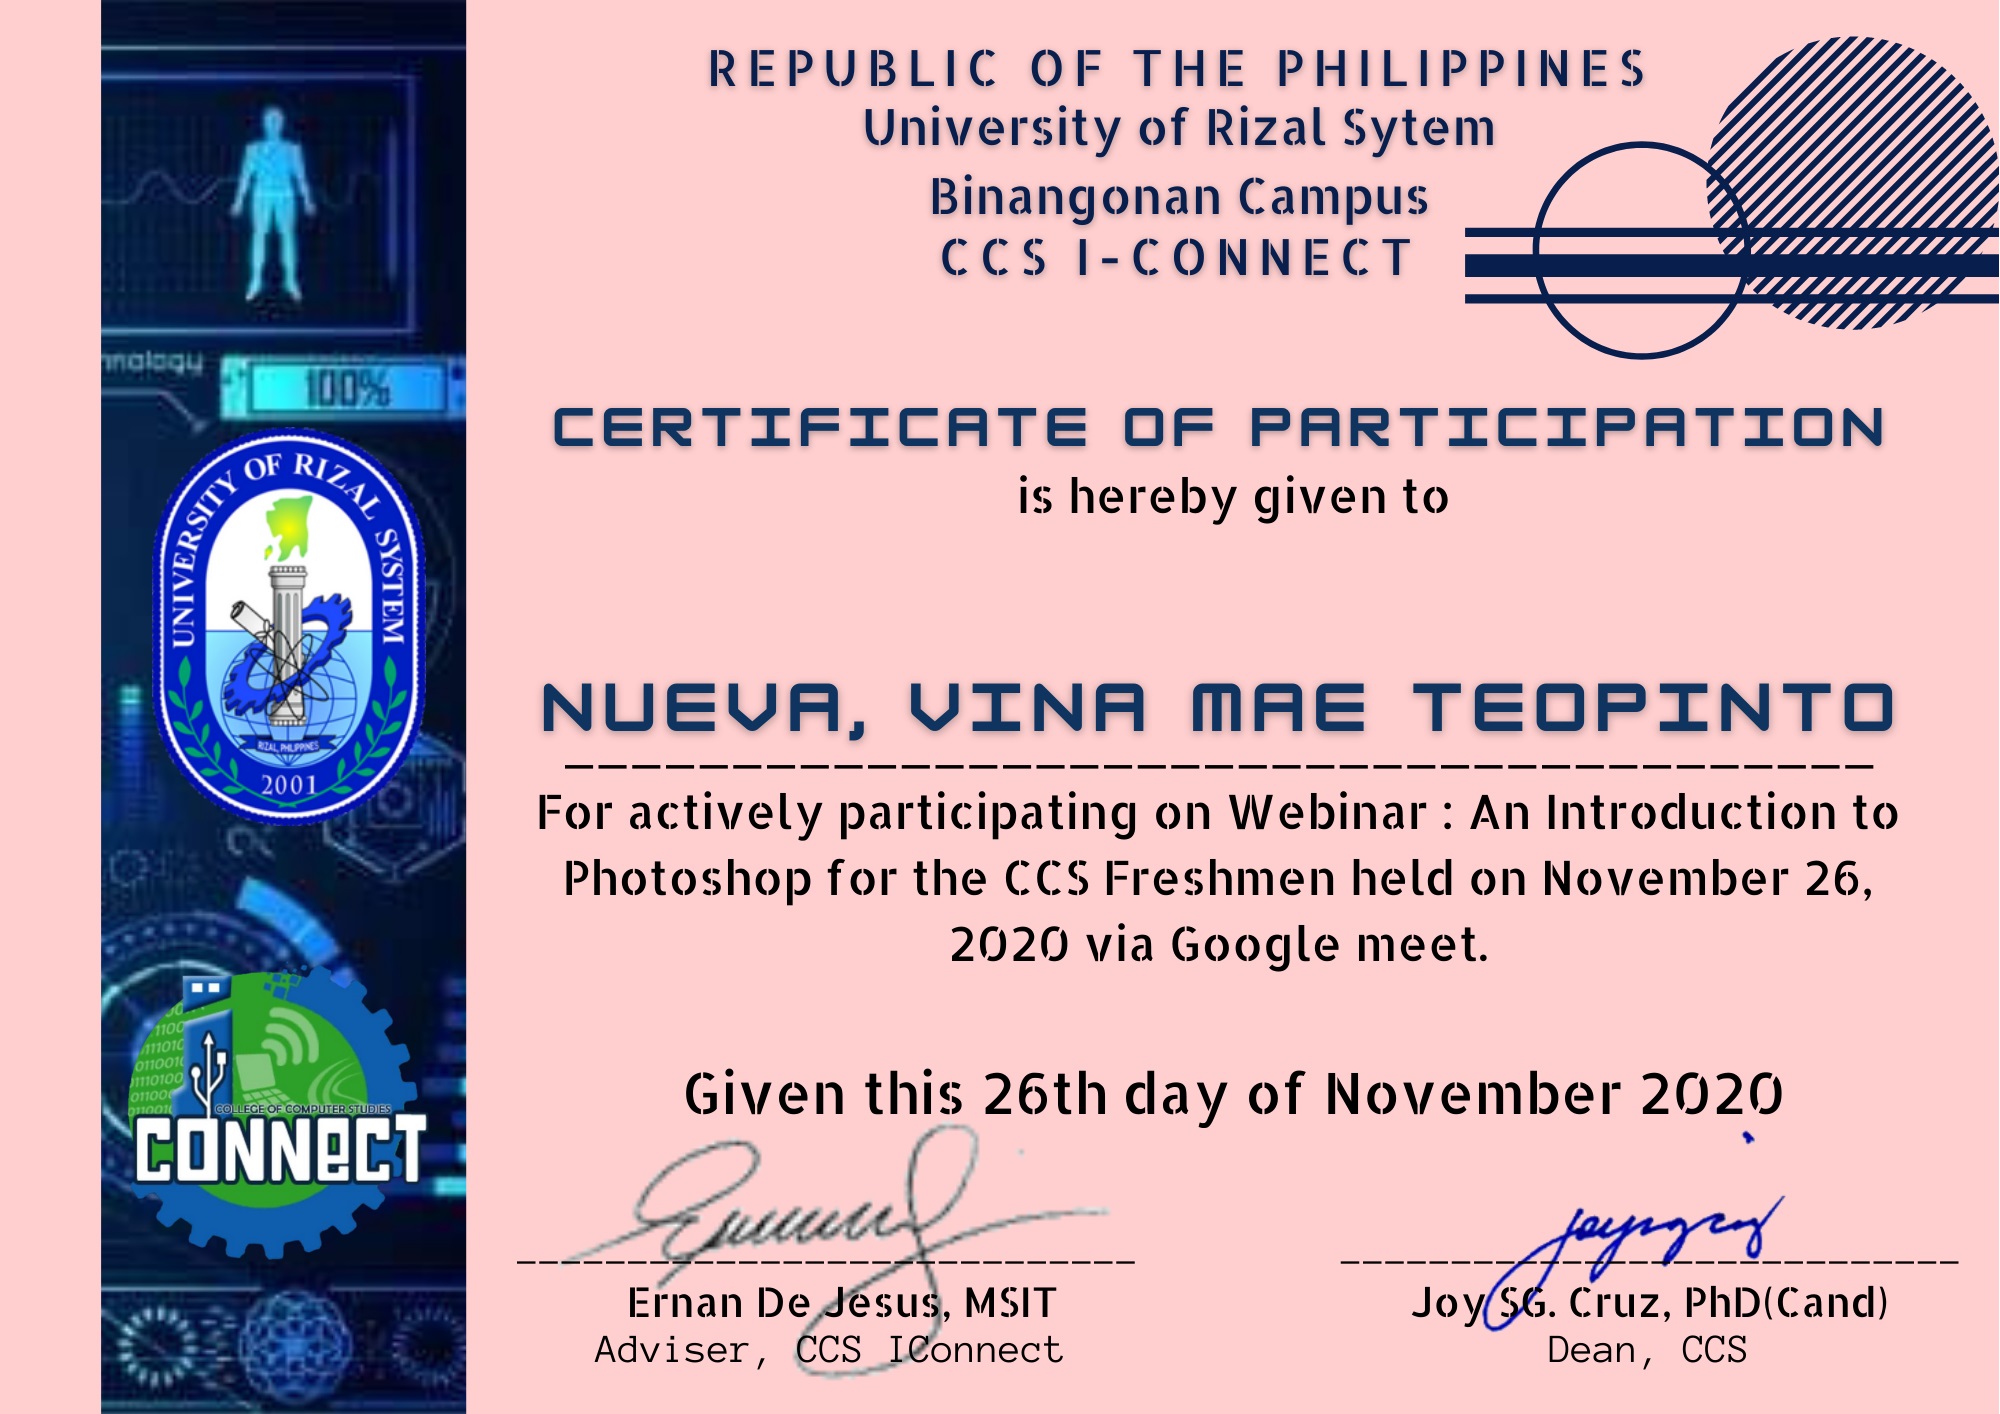 REPUBLIC OF THE PHILIPPINES
University of Rizal Sytem
Binangonan Campus
CCS I-CONNECT
CERTIFICATE OF PARTICIPATION
is hereby given to
NUEVA, VINA MAE TEOPINTO
For actively participating on Webinar : An Introduction to
Photoshop for the CCS Freshmen held on November 26,
2020 via Google meet.
Given this 26th day of November 2020
Ernan De Jesus, MSIT
Adviser, CCS IConnect
Joy SG. Cruz, PhD(Cand)
Dean, CCS
nnology
100%
UNIVERSITY OF RIZAL SYSTEM
RIZAL, PHILIPPINES
2001
COLLEGE OF COMPUTER STUDIES
CONNeCT